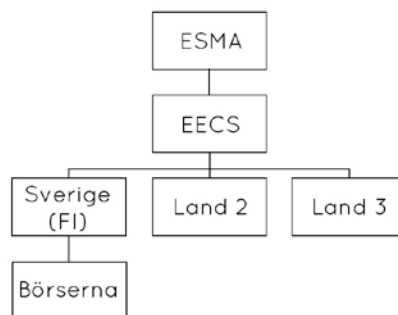 ESMA
EECS
Sverige
(FI)
Land 2
Land 3
Börserna